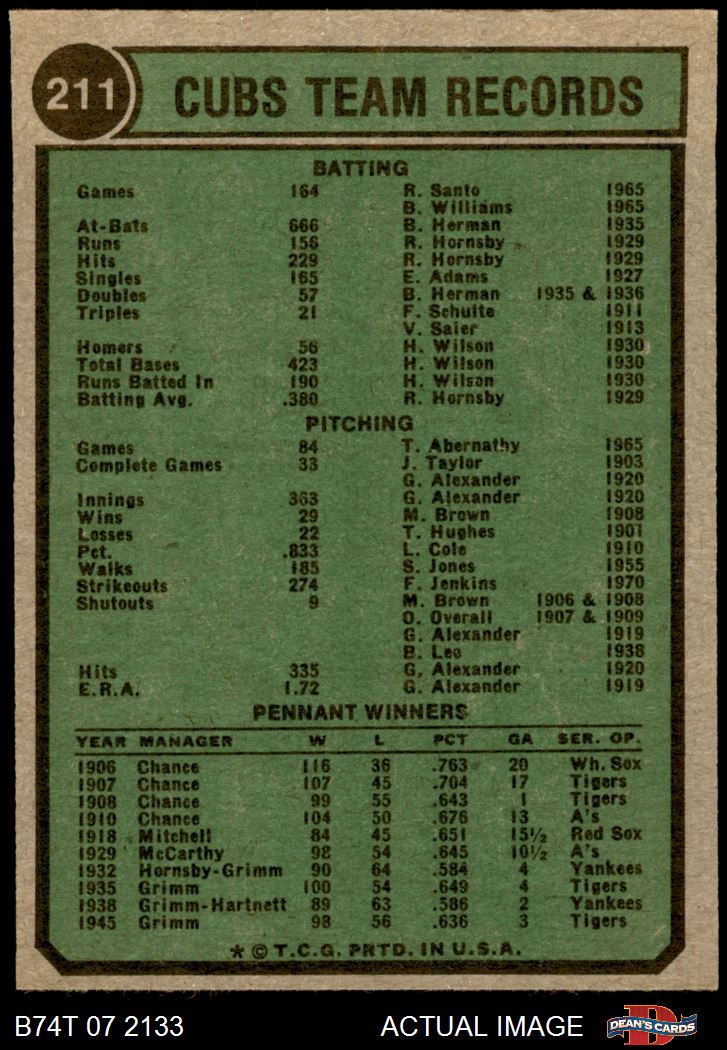 211 CUBS TEAM RECORDS
BATTING
Games 164 R. Santo 1965
B. Williams 1965
At-Bats 666 B. Herman 1935
Runs 156 R. Hornsby 1929
Hits 229 R. Hornsby 1929
Singles 165 E. Adams 1927
Doubles 57 B. Herman 1935 & 1936
Triples 21 F. Schulte 1911
V. Saier 1913
Homers 56 H. Wilson 1930
Total Bases 423 H. Wilson 1930
Runs Batted In 190 H. Wilson 1930
Batting Avg. .380 R. Hornsby 1929
PITCHING
Games 84 T. Abernathy 1965
Complete Games 33 J. Taylor 1903
G. Alexander 1920
Innings 363 G. Alexander 1920
Wins 29 M. Brown 1908
Losses 22 T. Hughes 1901
Pct. .833 L. Cole 1910
Walks 185 S. Jones 1955
Strikeouts 274 F. Jenkins 1970
Shutouts 9 M. Brown 1906 & 1908
O. Overall 1907 & 1909
G. Alexander 1919
B. Lee 1938
Hits 335 G. Alexander 1920
E.R.A. 1.72 G. Alexander 1919
PENNANT WINNERS
YEAR MANAGER W L PCT GA SER. OP.
1906 Chance 116 36 .763 20 Wh. Sox
1907 Chance 107 45 .704 17 Tigers
1908 Chance 99 55 .643 1 Tigers
1910 Chance 104 50 .676 13 A's
1918 Mitchell 84 45 .651 15½ Red Sox
1929 McCarthy 98 54 .645 10½ A's
1932 Hornsby-Grimm 90 64 .584 4 Yankees
1935 Grimm 100 54 .649 4 Tigers
1938 Grimm-Hartnett 89 63 .586 2 Yankees
1945 Grimm 98 56 .636 3 Tigers
* © T.C.G. PRTD. IN U.S.A.
B74T 07 2133 ACTUAL IMAGE DEAN'S CARDS